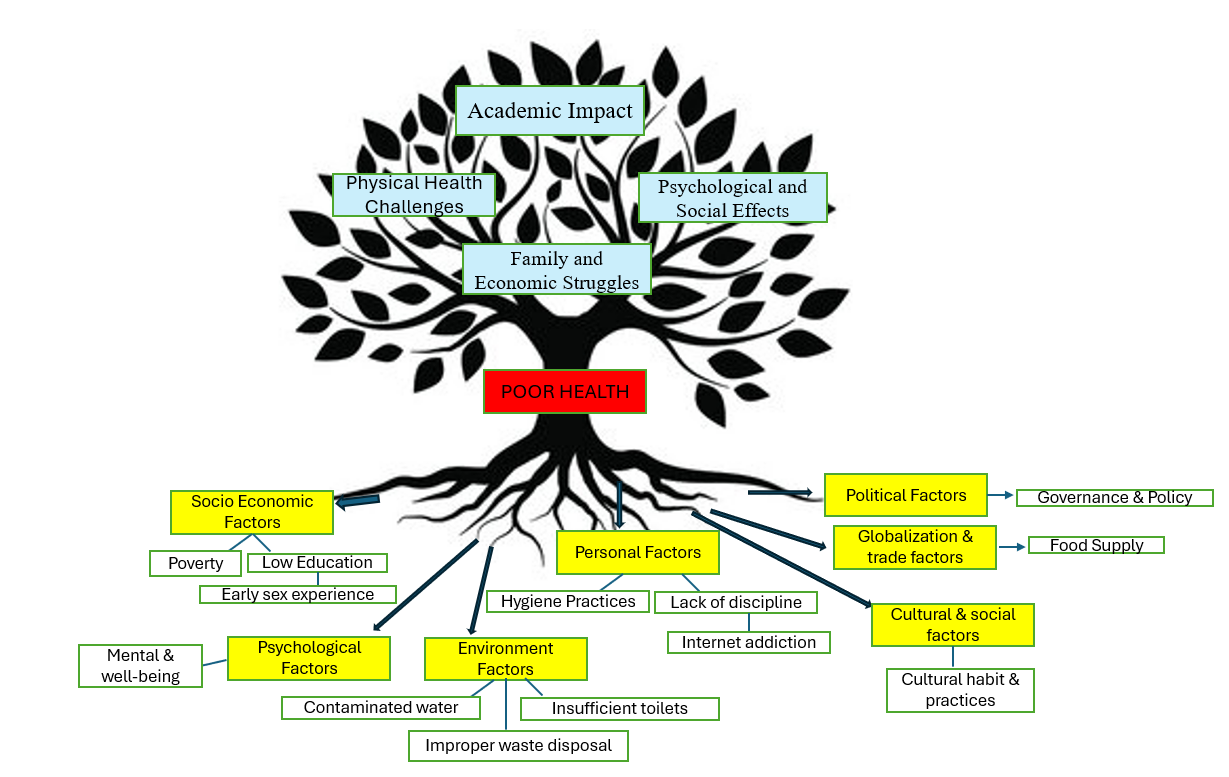 Academic Impact
Physical Health
Challenges
Psychological and
Social Effects
Family and
Economic Struggles
POOR HEALTH
Socio Economic
Factors
Poverty
Low Education
Early sex experience
Psychological
Factors
Mental &
well-being
Environment
Factors
Contaminated water
Insufficient toilets
Improper waste disposal
Personal Factors
Hygiene Practices
Lack of discipline
Internet addiction
Political Factors
Governance & Policy
Globalization &
trade factors
Food Supply
Cultural & social
factors
Cultural habit &
practices